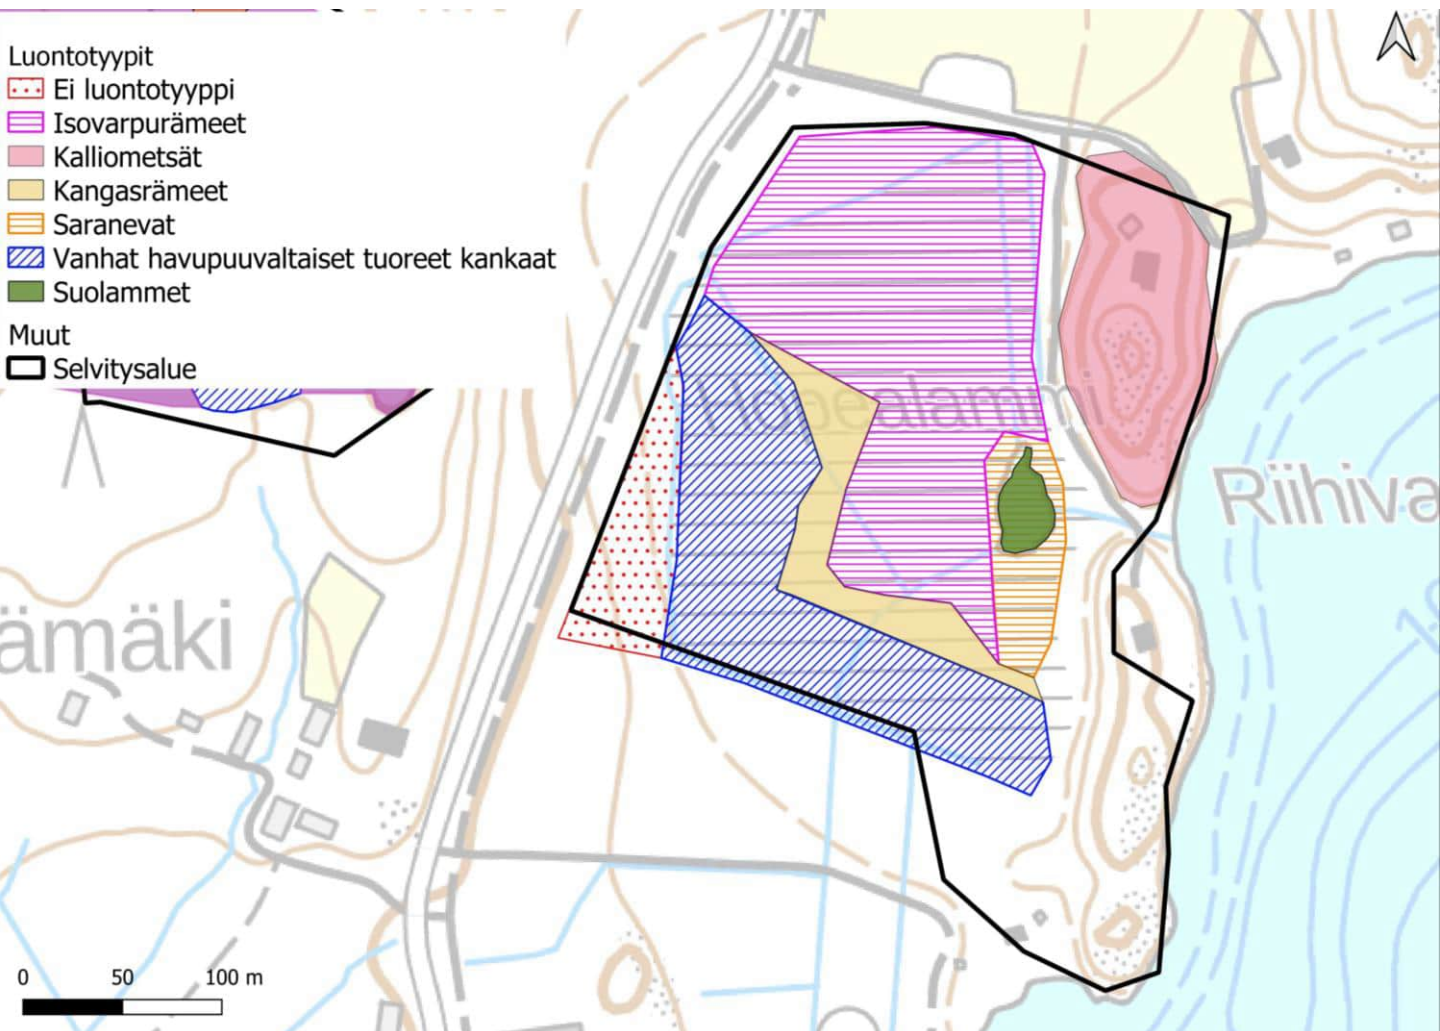 Luontotyypit
Ei luontotyyppi
Isovarpurämeet
Kalliometsät
Kangasrämeet
Saranevat
Vanhat havupuuvaltaiset tuoreet kankaat
Suolammet
Muut
Selvitysalue
Hopealammi
Riihiva
ämäki
0 50 100 m